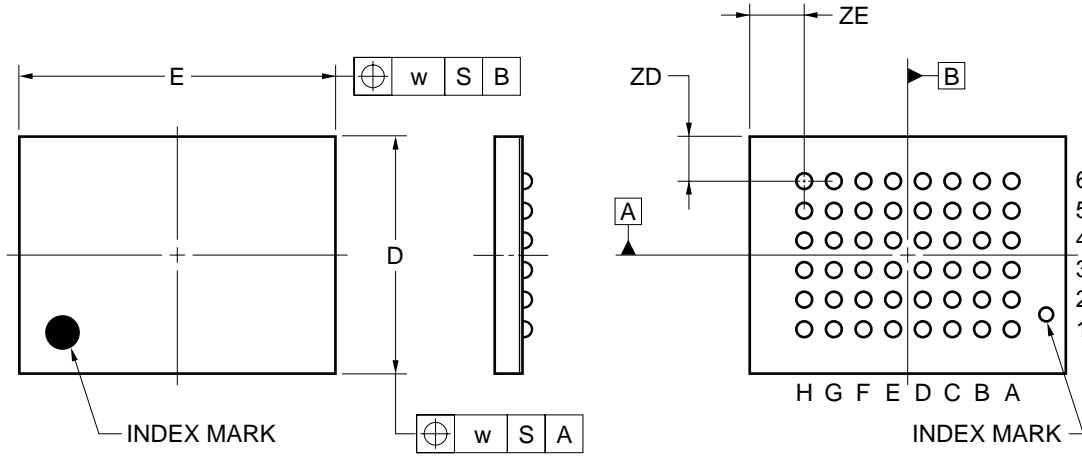 ZE
E
w S B
ZD
B
A
D
6
5
4
3
2
1
H G F E D C B A
INDEX MARK
INDEX MARK
w S A